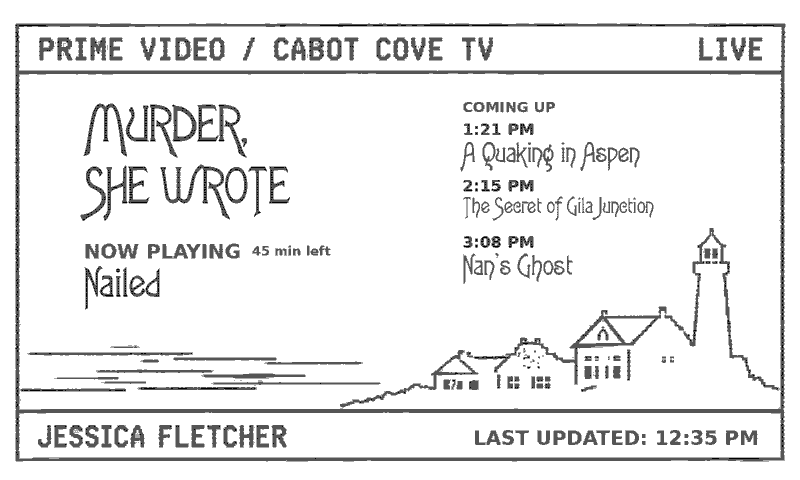 PRIME VIDEO / CABOT COVE TV
LIVE
MURDER,
SHE WROTE
NOW PLAYING 45 min left
Nailed
COMING UP
1:21 PM
A Quaking in Aspen
2:15 PM
The Secret of Gila Junction
3:08 PM
Nan's Ghost
JESSICA FLETCHER
LAST UPDATED: 12:35 PM